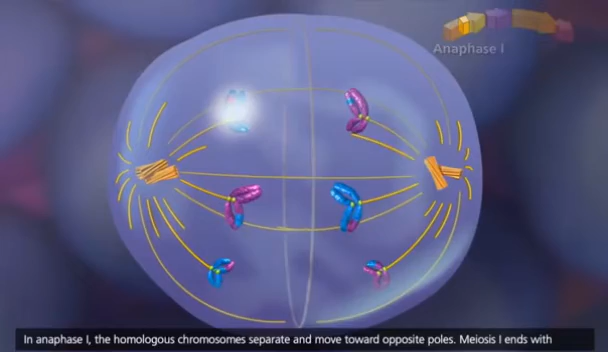 Anaphase I
In anaphase I, the homologous chromosomes separate and move toward opposite poles. Meiosis I ends with